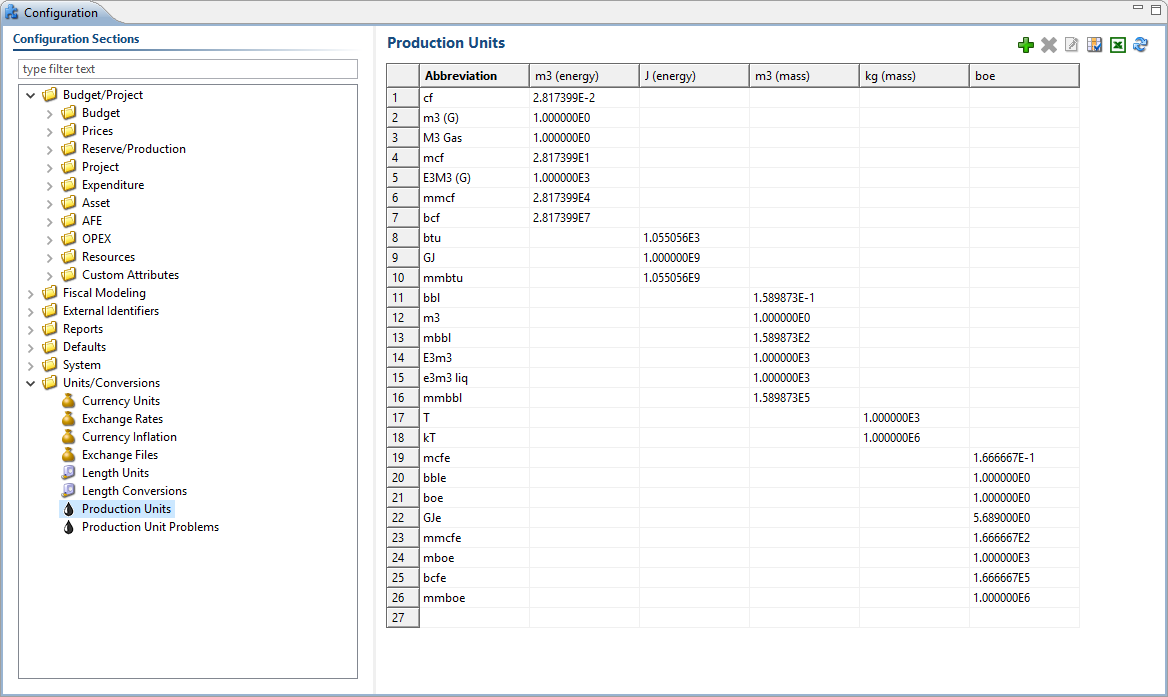 Configuration
Configuration Sections
type filter text
Budget/Project
Budget
Prices
Reserve/Production
Project
Expenditure
Asset
AFE
OPEX
Resources
Custom Attributes
Fiscal Modeling
External Identifiers
Reports
Defaults
System
Units/Conversions
Currency Units
Exchange Rates
Currency Inflation
Exchange Files
Length Units
Length Conversions
Production Units
Production Unit Problems
Production Units
Abbreviation m3 (energy) J (energy) m3 (mass) kg (mass) boe
1 cf 2.817399E-2
2 m3 (G) 1.000000E0
3 M3 Gas 1.000000E0
4 mcf 2.817399E1
5 E3M3 (G) 1.000000E3
6 mmcf 2.817399E4
7 bcf 2.817399E7
8 btu 1.055056E3
9 GJ 1.000000E9
10 mmbtu 1.055056E9
11 bbl 1.589873E-1
12 m3 1.000000E0
13 mbbl 1.589873E2
14 E3m3 1.000000E3
15 e3m3 liq 1.000000E3
16 mmbbl 1.589873E5
17 T 1.000000E3
18 kT 1.000000E6
19 mcfe 1.666667E-1
20 bble 1.000000E0
21 boe 1.000000E0
22 GJe 5.689000E0
23 mmcfe 1.666667E2
24 mboe 1.000000E3
25 bcfe 1.666667E5
26 mmboe 1.000000E6
27